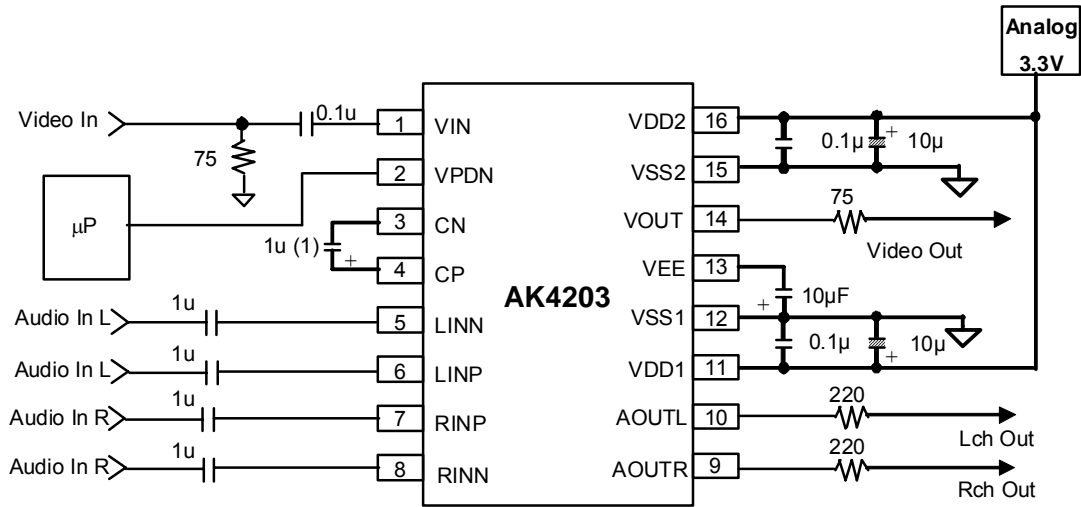 Analog
3.3V
Video In
0.1u
75
1
VIN
2
VPDN
µP
3
CN
1u (1)
+
4
CP
Audio In L
1u
5
LINN
Audio In L
1u
6
LINP
Audio In R
1u
7
RINP
Audio In R
1u
8
RINN
AK4203
VDD2
16
0.1µ
+
10µ
VSS2
15
VOUT
14
75
Video Out
VEE
13
10µF
+
VSS1
12
0.1µ
10µ
+
VDD1
11
AOUTL
10
220
Lch Out
AOUTR
9
220
Rch Out